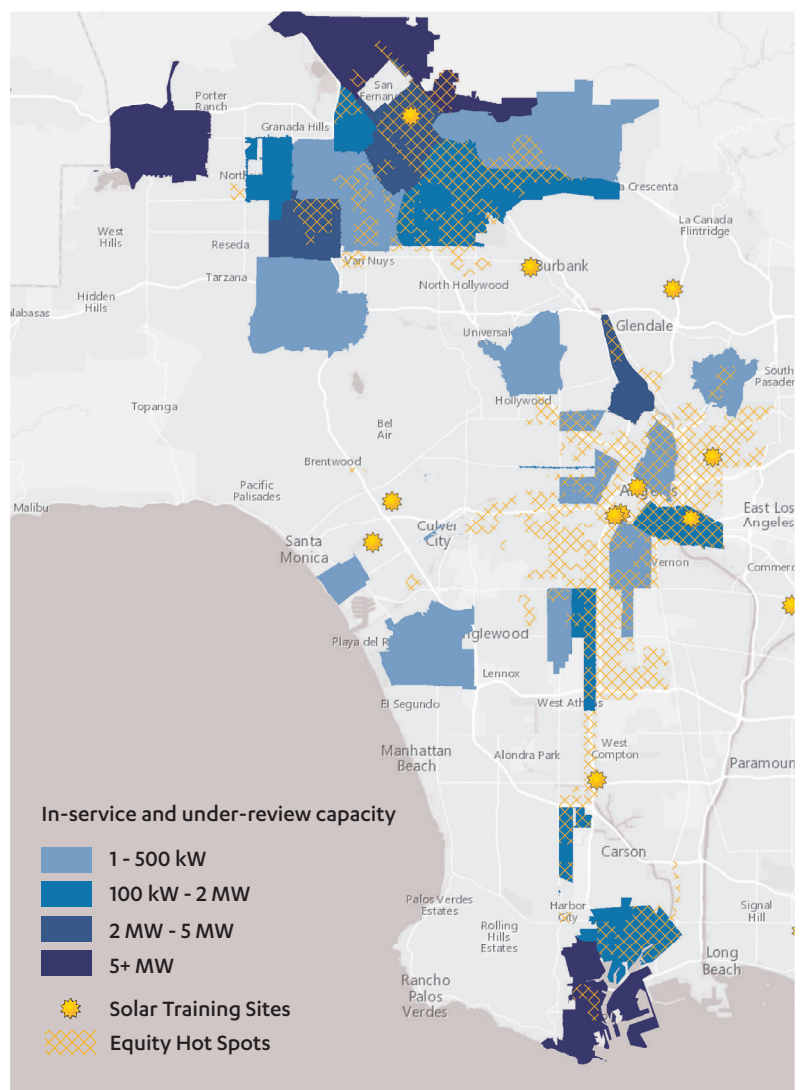 San
Fernan
Porter
Ranch
Granada Hills
North
a Crescenta
West
Hills
Reseda
La Canada
Flintridge
Van Nuys
Burbank
Tarzana
North Hollywood
Hidden
Hills
alabasas
Universal
Glendale
South
Pasaden
Hollywood
Topanga
Bel
Air
Brentwood
Pacific
Palisades
Malibu
Angeles
East Los
Angeles
Culver
City
Santa
Monica
Vernon
Commerc
Playa del R
nglewood
Lennox
El Segundo
West Athens
Manhattan
Beach
Alondra Park
West
Compton
Paramoun
In-service and under-review capacity
1 - 500 kW
100 kW - 2 MW
2 MW - 5 MW
5+ MW
Solar Training Sites
Equity Hot Spots
Carson
Palos Verdes
Estates
Harbor
City
Signal
Hill
Rolling
Hills
Estates
Long
Beach
Rancho
Palos
Verdes